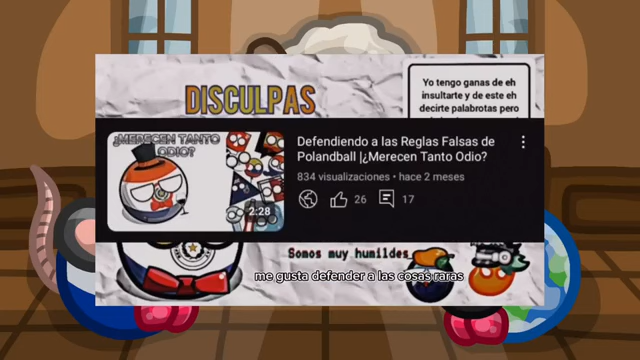 DISCULPAS
Yo tengo ganas de eh
insultarte y de este eh
decirte palabrotas pero
¿MERECEN TANTO
ODIO?
2:28
Defendiendo a las Reglas Falsas de
Polandball |¿Merecen Tanto Odio?
834 visualizaciones • hace 2 meses
26
17
Somos muy humildes
me gusta defender a las cosas raras